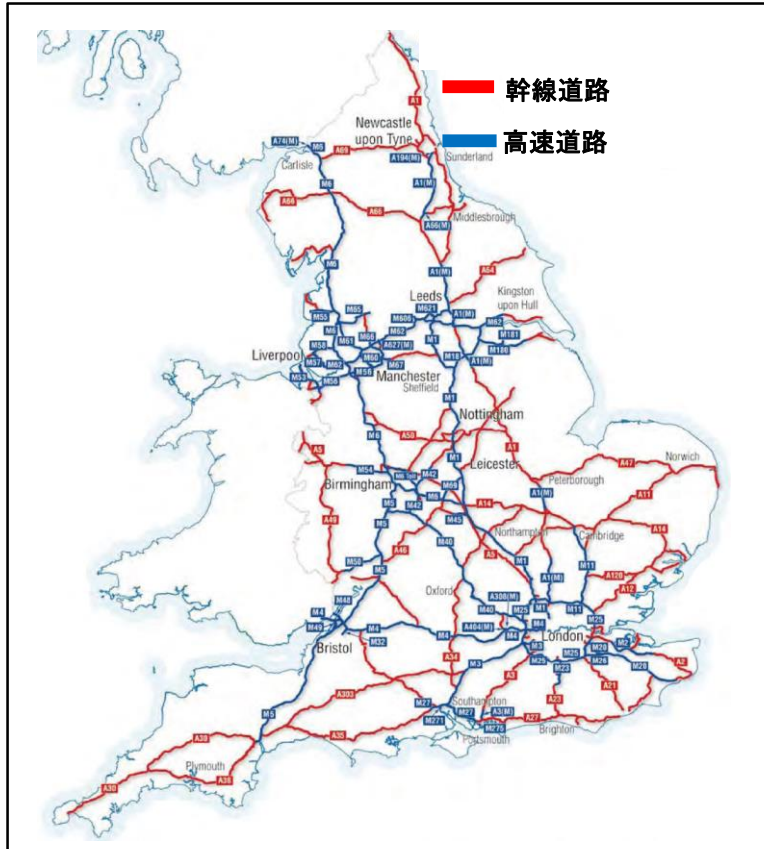 幹線道路
高速道路
A1
Newcastle
upon Tyne
A74(M)
M6
A69
A194(M)
Sunderland
Carlisle
M6
A1(M)
A66
A66
A66(M)
Middlesbrough
M6
A1(M)
A64
Leeds
Kingston
upon Hull
M55
M65
M606
M621
A1(M)
M6
M66
M62
M62
M181
M58
M61
A627(M)
M1
M18
A1(M)
M180
Liverpool
M57
M62
M60
M67
M53
M56
M56
Manchester
Sheffield
M1
Nottingham
M6
A50
A1
A5
M1
Leicester
A47
Norwich
M54
M6 Toll
M42
Peterborough
Birmingham
M6
M69
A1(M)
A11
M5
M42
A14
A49
M45
Northampton
Cambridge
A14
M40
A5
M1
M50
A46
M5
A1(M)
M11
A120
Oxford
A308(M)
A12
M48
M40
M25
M1
M11
M25
M4
A404(M)
M4
M49
M4
M4
M4
London
M2
Bristol
M32
M3
M25
M20
A34
M3
M25
M26
M20
A2
M23
A3
A21
A303
M5
M27
Southampton
A23
M27
A3(M)
A35
M271
A27
A30
M275
Brighton
Portsmouth
Plymouth
A38
A30